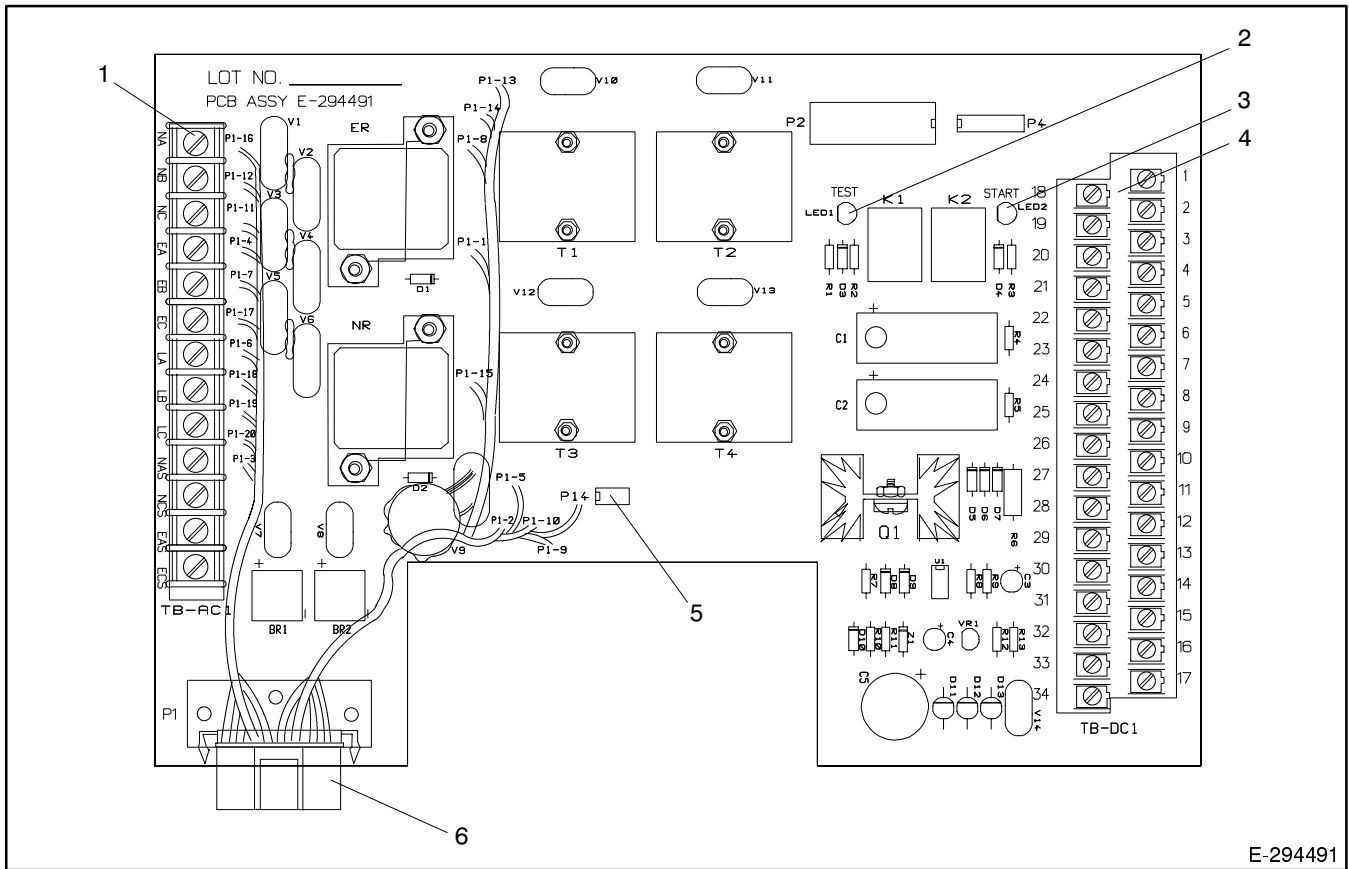 LOT NO.
PCB ASSY E-294491
1
2
3
4
5
6
NA
NB
NC
EA
EB
EC
LA
LB
LC
NAS
NCS
EAS
ECS
TB-AC1
P1-16
P1-12
P1-11
P1-4
P1-7
P1-17
P1-6
P1-18
P1-19
P1-20
P1-3
V1
V2
V3
V4
V5
V6
V7
V8
ER
D1
NR
D2
P1-13
P1-14
P1-8
P1-1
P1-15
P1-5
P1-2
P1-10
P1-9
P14
V9
V10
V11
T1
T2
V12
V13
T3
T4
P2
P4
TEST
LED1
K1
K2
START
LED2
R1
D3
R2
D4
R3
+
C1
R4
+
C2
R5
Q1
D5
D6
D7
R6
R7
D8
D9
U1
R8
R9
+
C3
D10
R10
R11
Z1
+
C4
VR1
R12
R13
C5
+
D11
D12
D13
V14
18
19
20
21
22
23
24
25
26
27
28
29
30
31
32
33
34
1
2
3
4
5
6
7
8
9
10
11
12
13
14
15
16
17
TB-DC1
+
BR1
-
+
BR2
-
P1
E-294491